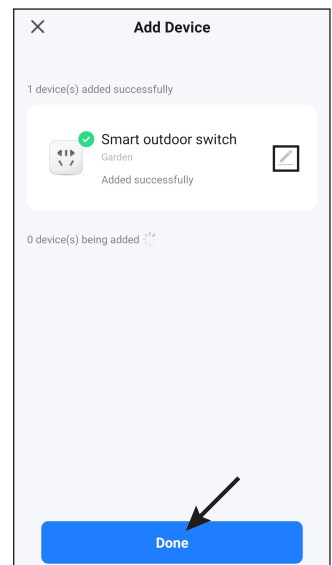 Add Device
1 device(s) added successfully
Smart outdoor switch
Garden
Added successfully
0 device(s) being added
Done